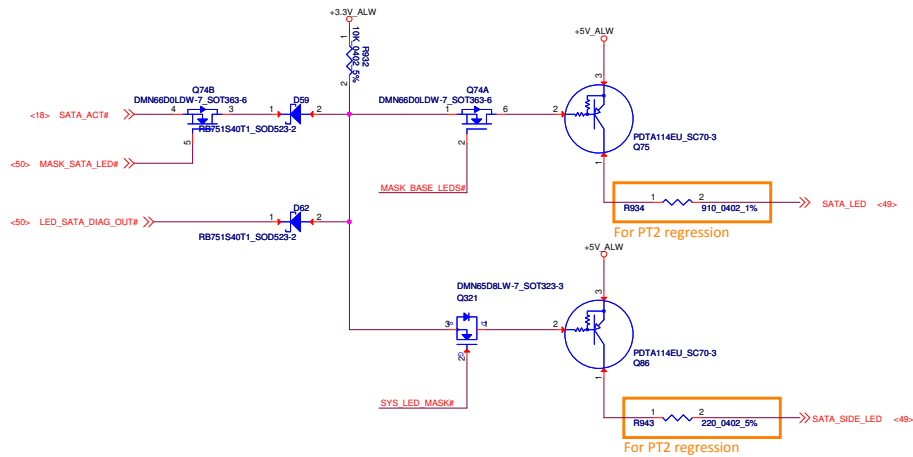 +3.3V_ALW
1
10K_0402_5%
R932
2
+5V_ALW
3
Q74B
DMN66D0LDW-7_SOT363-6
D59
Q74A
DMN66D0LDW-7_SOT363-6
<18> SATA_ACT#
4
3
1
2
1
6
2
RB751S40T1_SOD523-2
5
2
PDTA114EU_SC70-3
Q75
<50> MASK_SATA_LED#
1
MASK_BASE_LEDS#
D62
1
2
R934
910_0402_1%
SATA_LED <49>
<50> LED_SATA_DIAG_OUT#
1
2
For PT2 regression
RB751S40T1_SOD523-2
+5V_ALW
DMN65D8LW-7_SOT323-3
Q321
3
3
2
2
PDTA114EU_SC70-3
Q86
1
SYS_LED_MASK#
1
2
R943
220_0402_5%
SATA_SIDE_LED <49>
For PT2 regression